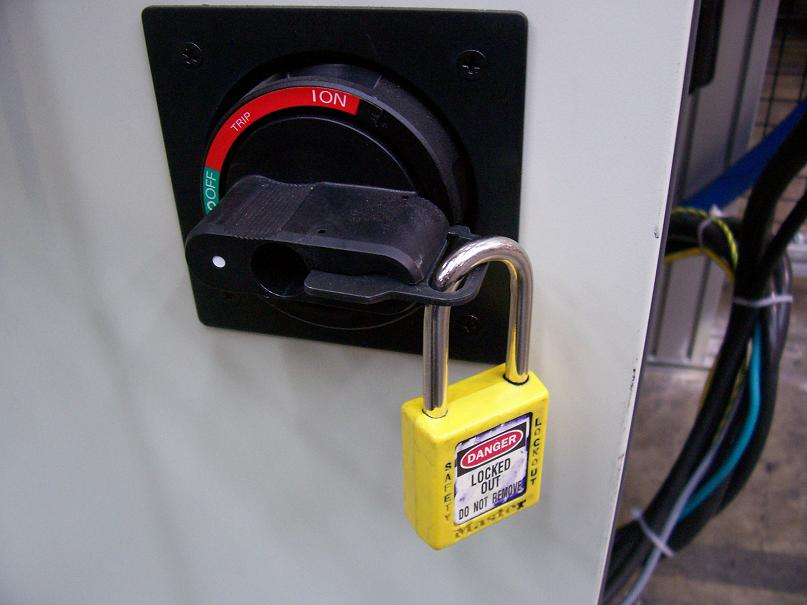 I ON
TRIP
O OFF
DANGER
LOCKED
OUT
DO NOT REMOVE
SAFETY
LOCKOUT
Master